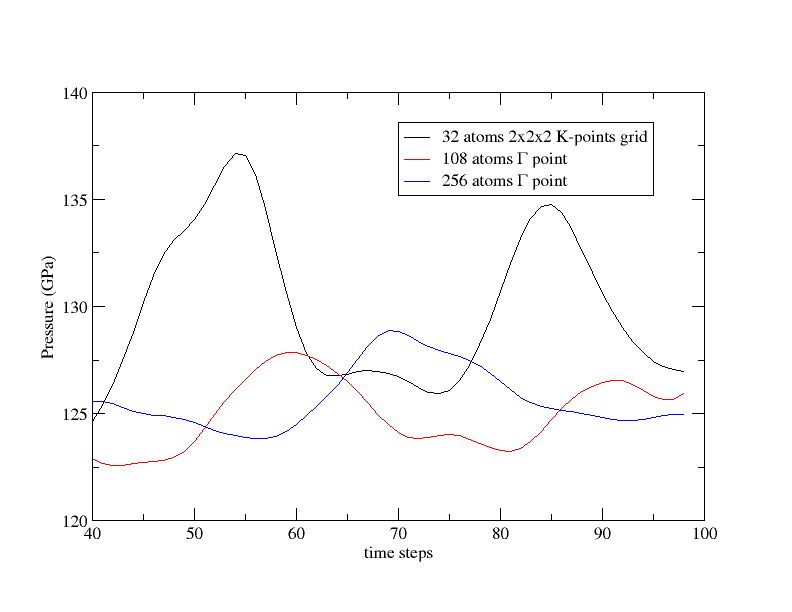 140
135
130
125
120
Pressure (GPa)
32 atoms 2x2x2 K-points grid
108 atoms Γ point
256 atoms Γ point
40 50 60 70 80 90 100
time steps